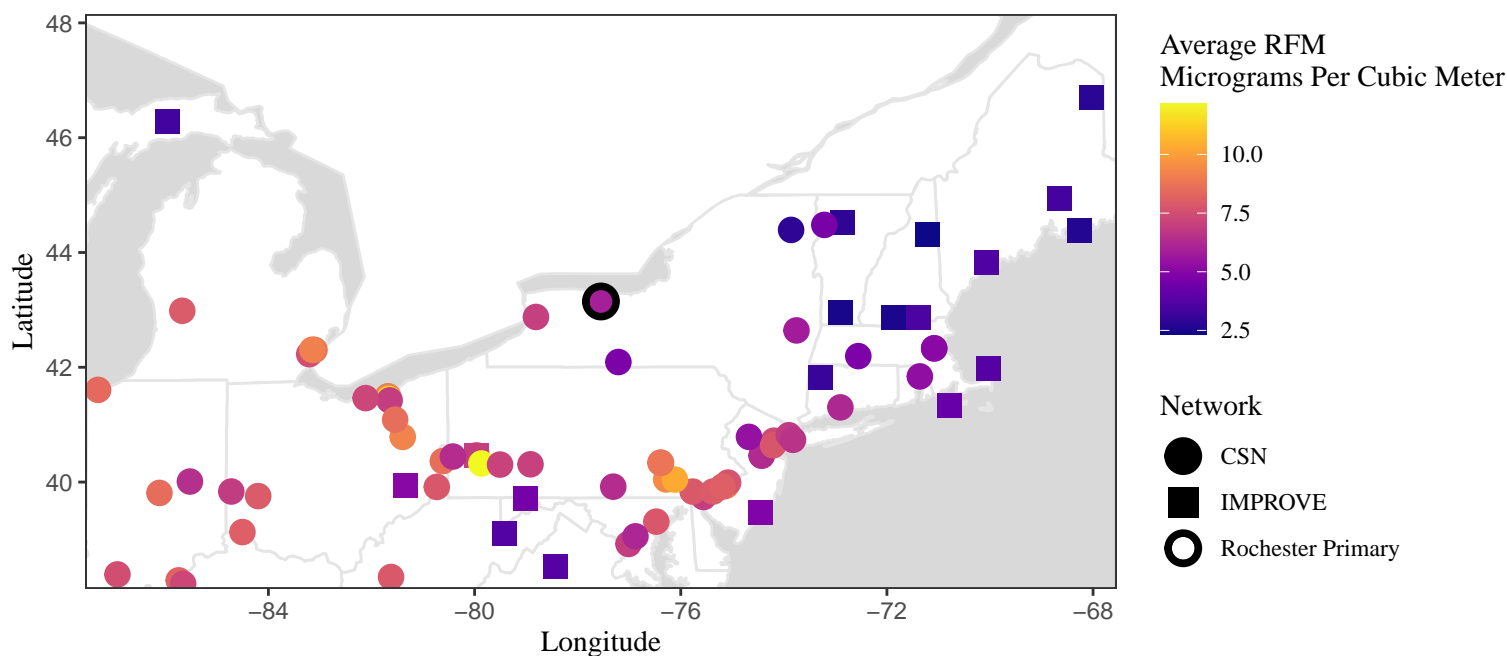 48
46
44
42
40
−84
−80
−76
−72
−68
Latitude
Longitude
Average RFM
Micrograms Per Cubic Meter
10.0
7.5
5.0
2.5
Network
CSN
IMPROVE
Rochester Primary